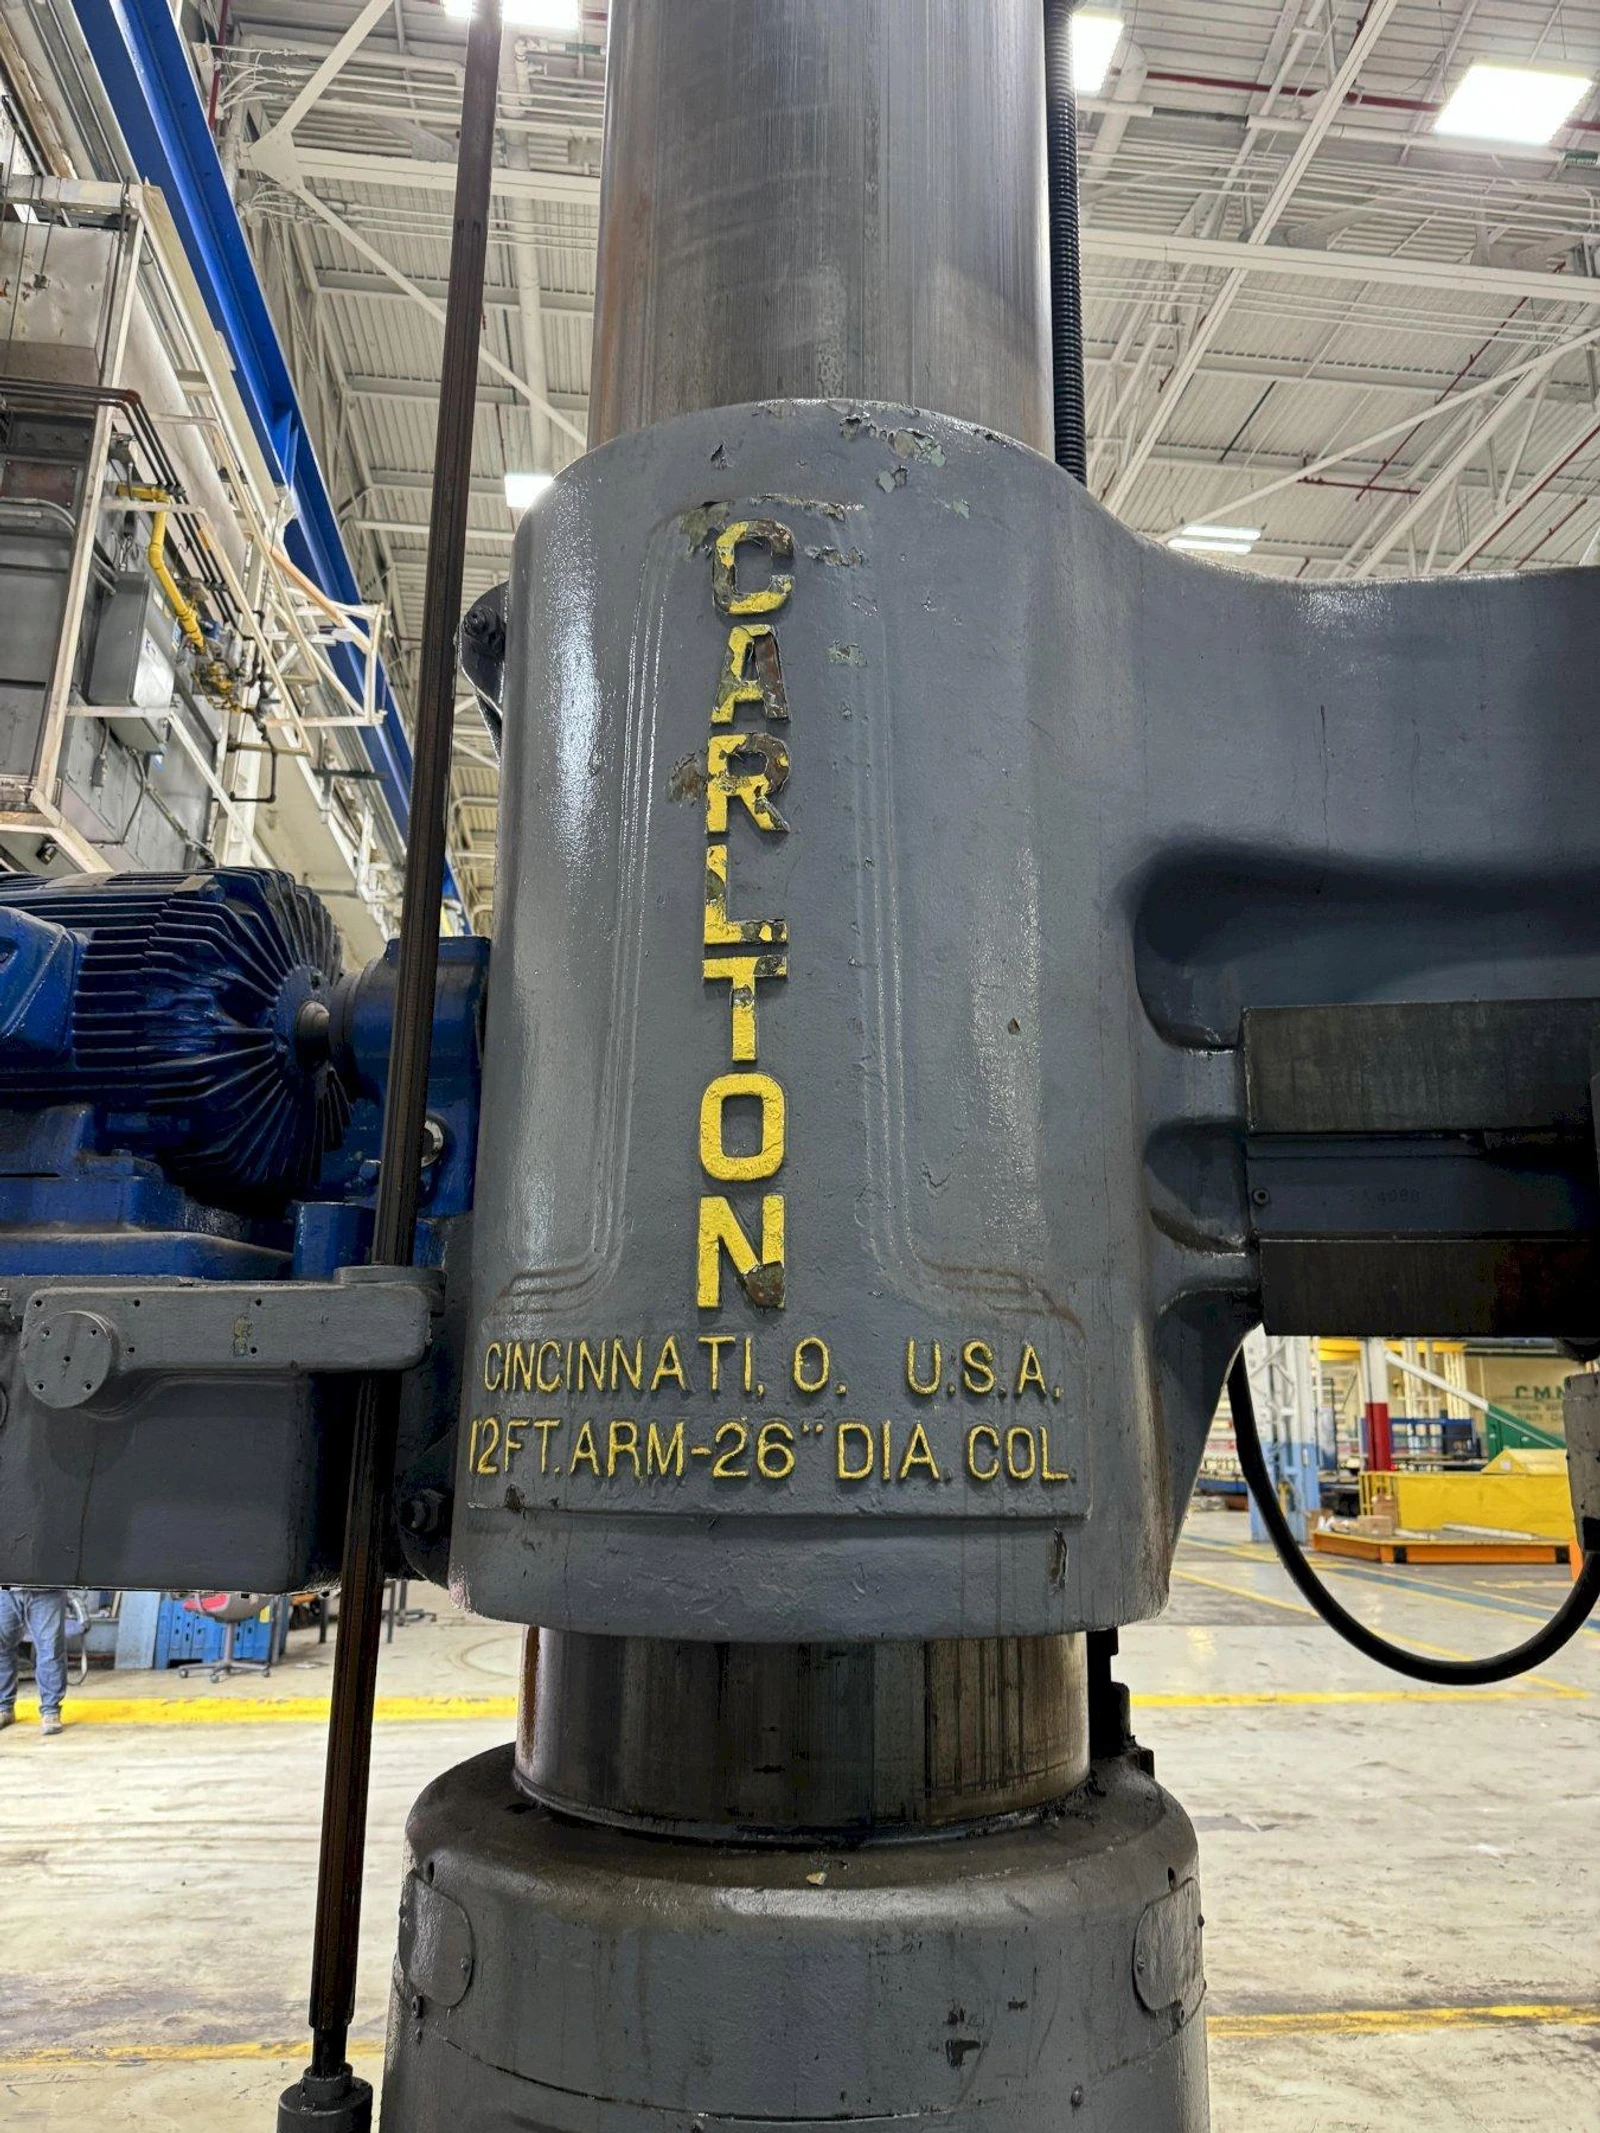 CARLTON
CINCINNATI, O. U.S.A.
12FT. ARM-26" DIA. COL.